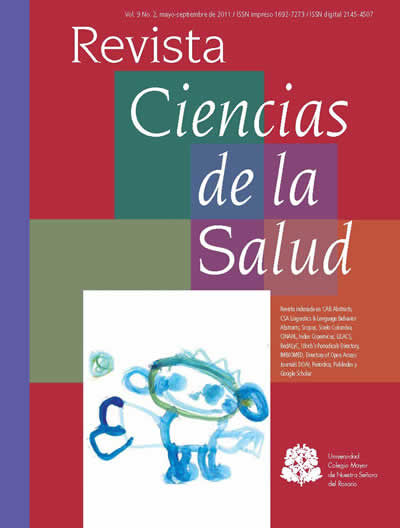 Vol. 9 No. 2, mayo-septiembre de 2011 / ISSN impreso 1692-7273 / ISSN digital 2145-4507
Revista
Ciencias
de la
Salud
Revista indexada en: CAB Abstracts,
CSA Linguistics & Language Behavior
Abstracts, Scopus, Scielo Colombia,
CINAHL, Index Copernicus, LILACS,
RedALyC, Ulrich's Periodicals Directory,
IMBIOMED, Directory of Open Access
Journals DOAJ, Periodica, Publindex y
Google Scholar
Universidad
Colegio Mayor
de Nuestra Señora
del Rosario